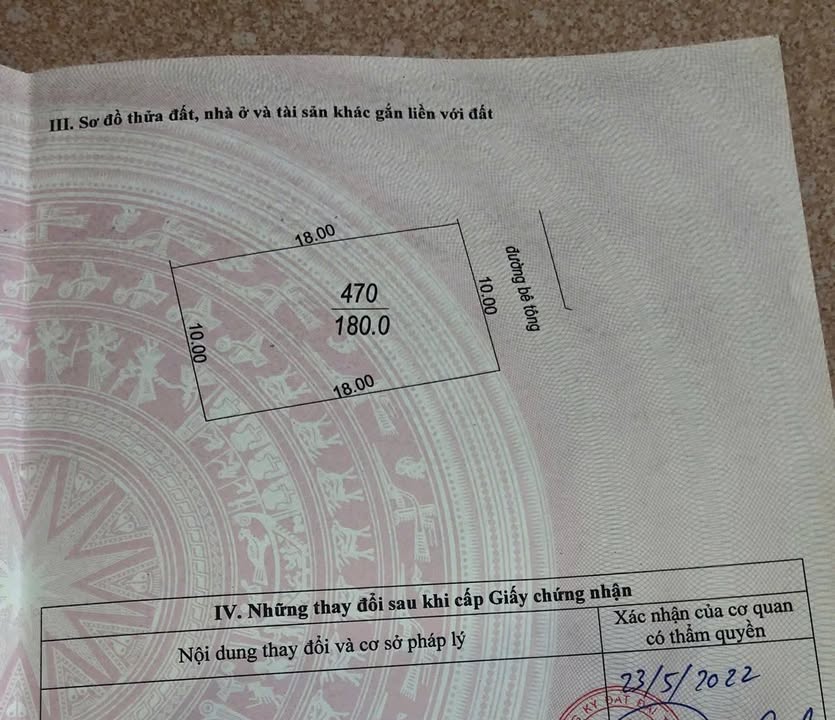 III. Sơ đồ thửa đất, nhà ở và tài sản khác gắn liền với đất
18.00
470
180.0
10.00
10.00
18.00
đường bê tông
IV. Những thay đổi sau khi cấp Giấy chứng nhận
Nội dung thay đổi và cơ sở pháp lý
Xác nhận của cơ quan
có thẩm quyền
23/5/2022
KÝ ĐẤT Đ